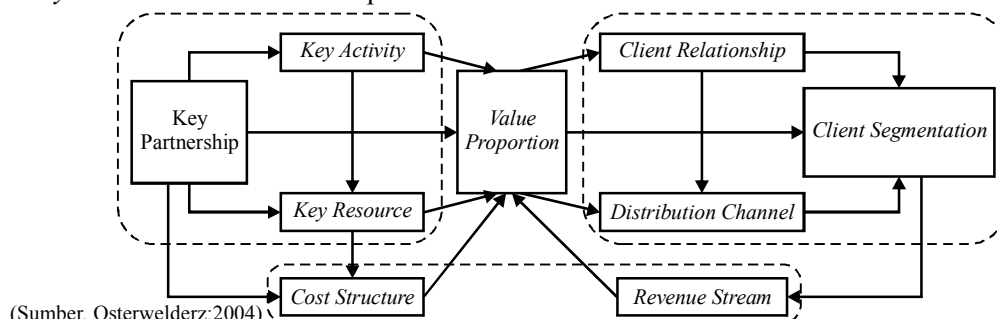 Key Activity
Client Relationship
Key
Partnership
Value
Proportion
Client Segmentation
Key Resource
Distribution Channel
Cost Structure
Revenue Stream
(Sumber, Osterwelderz:2004)